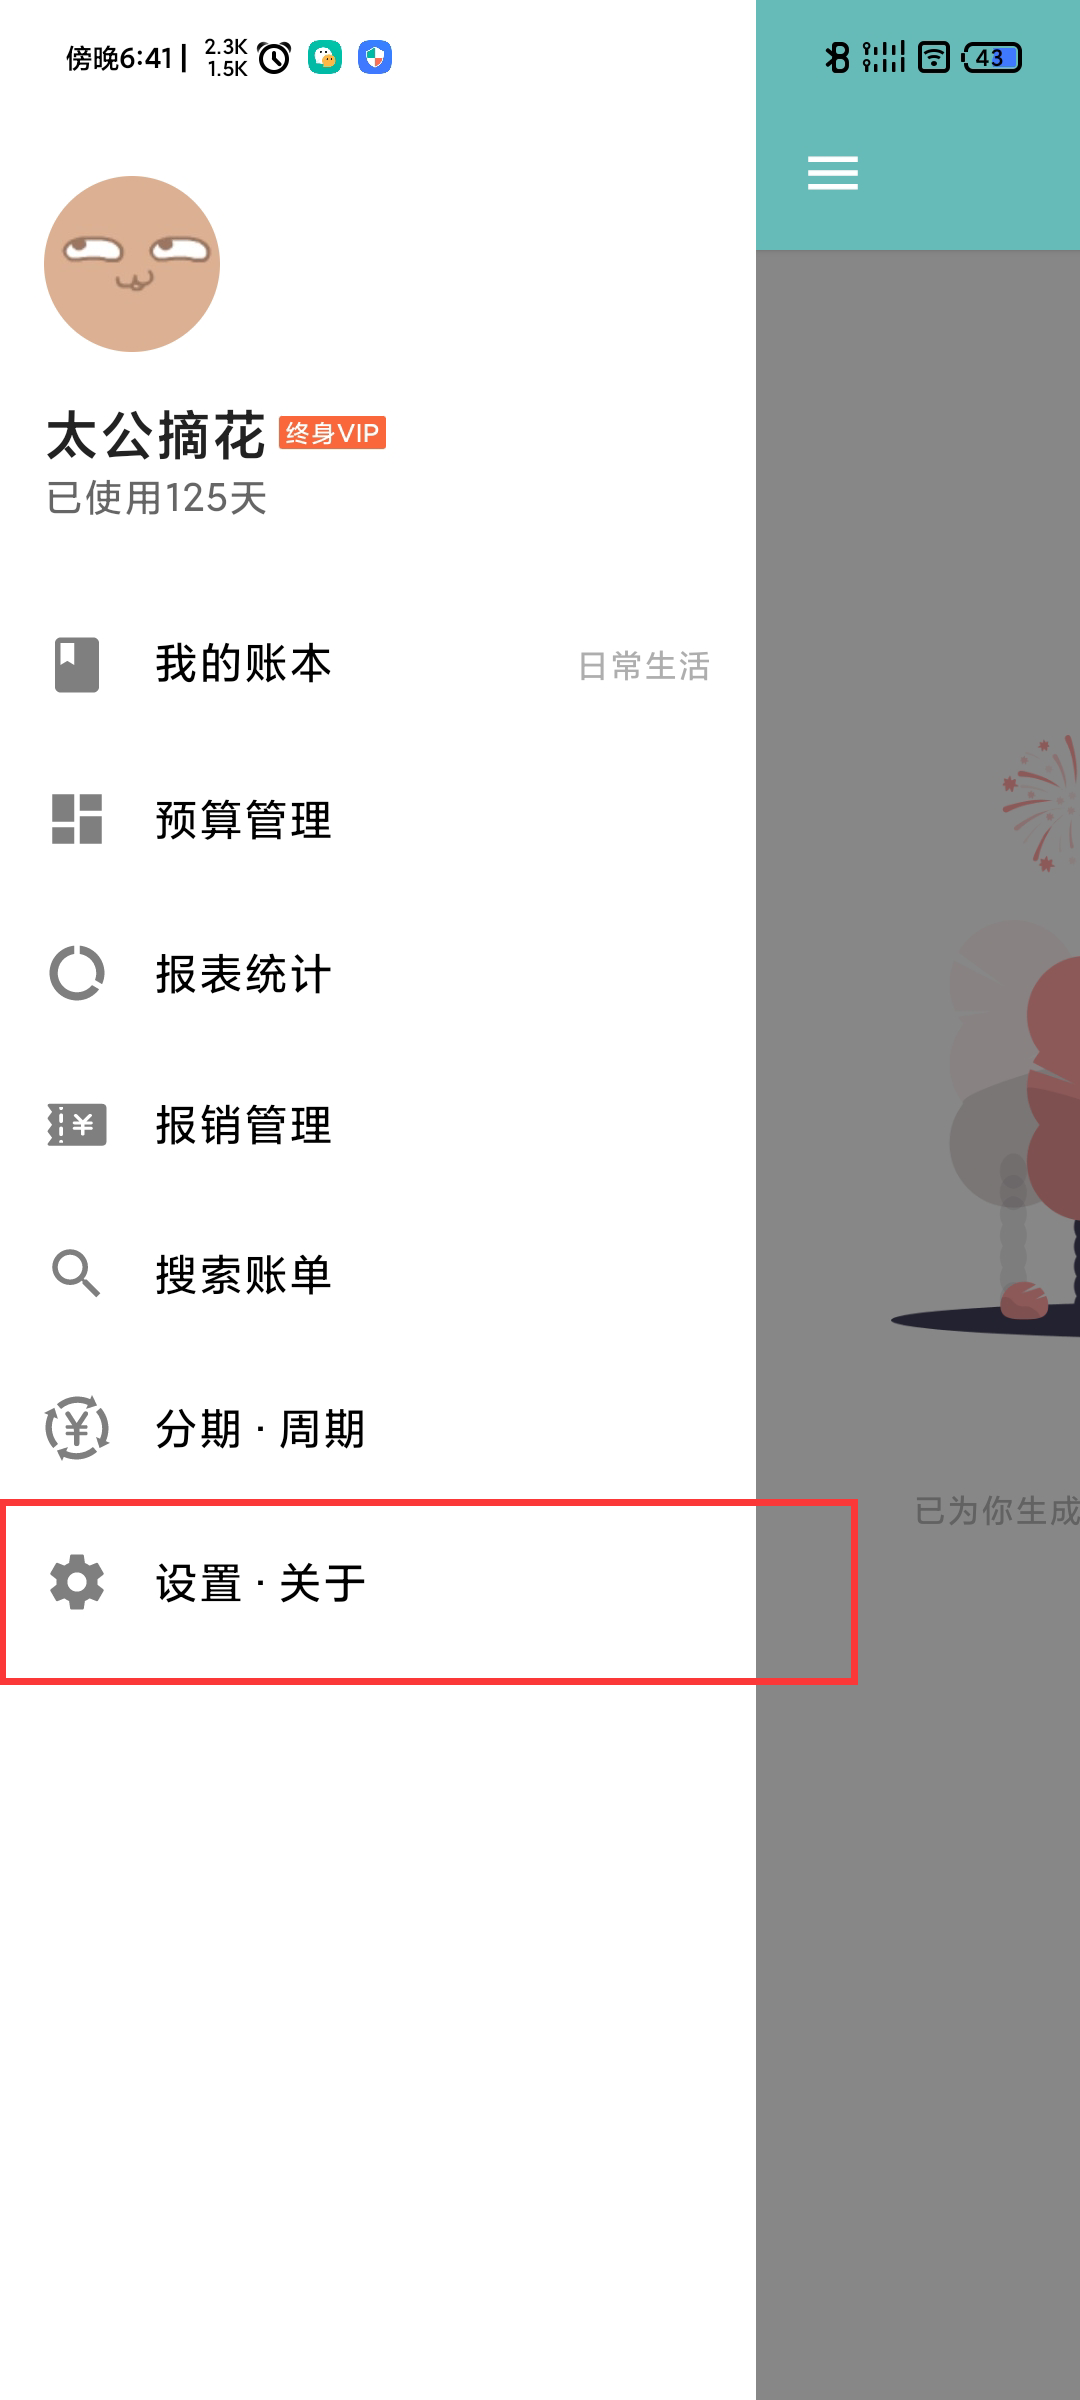 傍晚6:41 | 2.3K
1.5K
43
太公摘花 终身VIP
已使用125天
我的账本 日常生活
预算管理
报表统计
报销管理
搜索账单
分期 · 周期
已为你生成
设置 · 关于